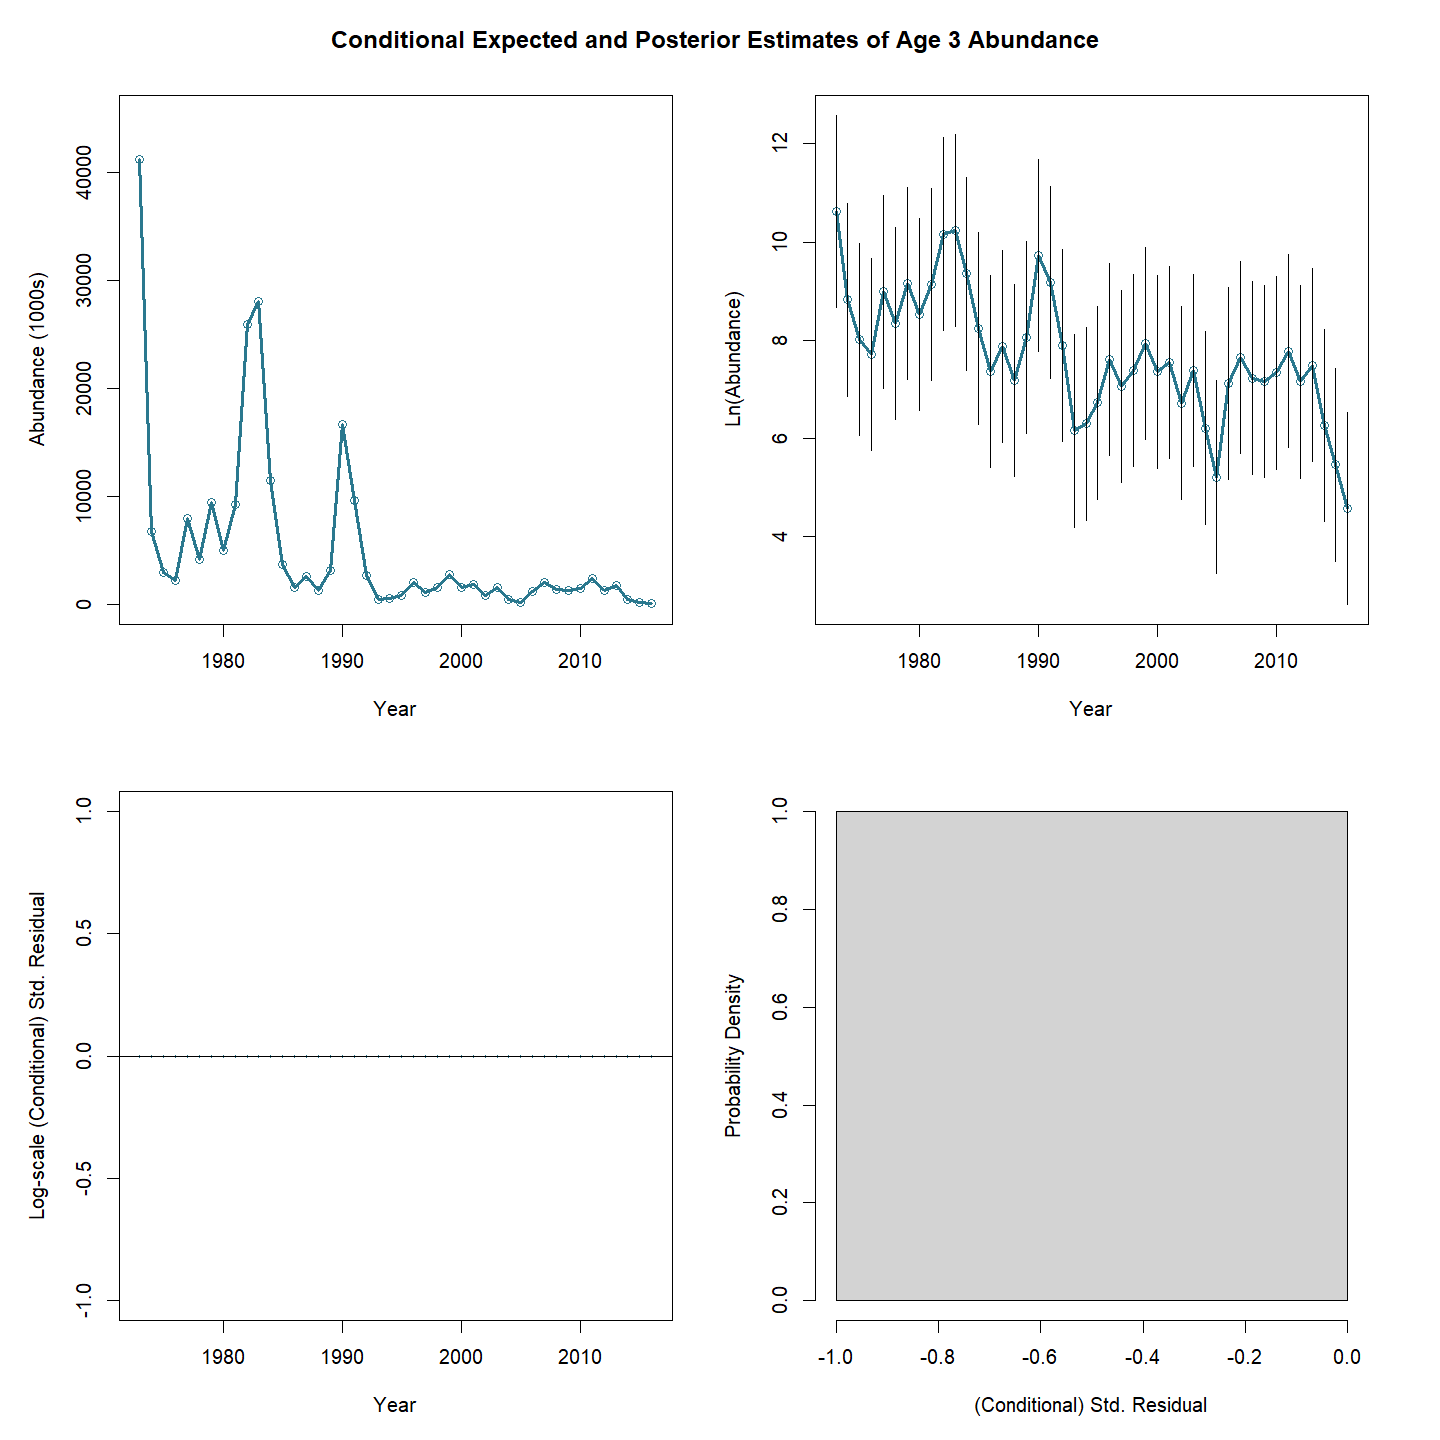 Conditional Expected and Posterior Estimates of Age 3 Abundance
Abundance (1000s)
40000
30000
20000
10000
0
1980 1990 2000 2010
Year
Ln(Abundance)
12
10
8
6
4
1980 1990 2000 2010
Year
Log-scale (Conditional) Std. Residual
1.0
0.5
0.0
-0.5
-1.0
1980 1990 2000 2010
Year
Probability Density
1.0
0.8
0.6
0.4
0.2
0.0
-1.0 -0.8 -0.6 -0.4 -0.2 0.0
(Conditional) Std. Residual